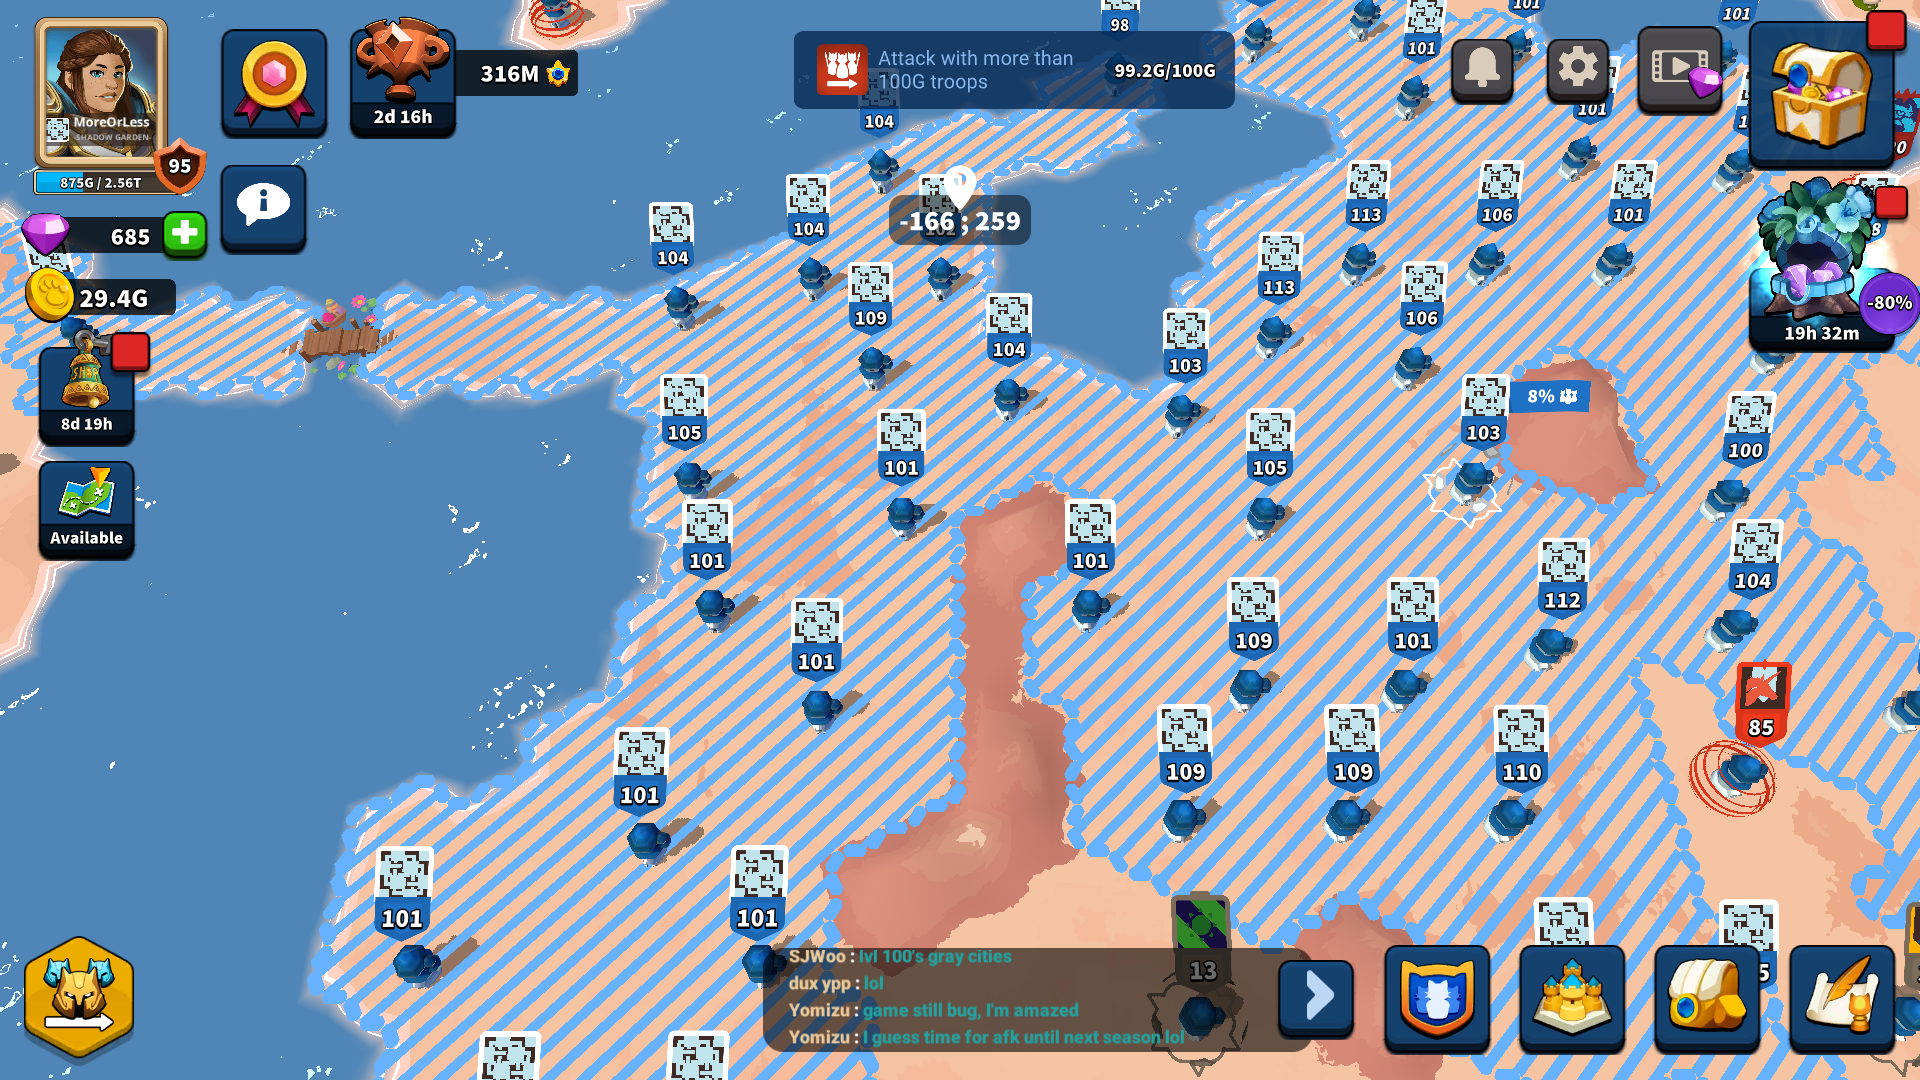 MoreOrLess
-SHADOW GARDEN-
95
875G / 2.56T
685
29.4G
SHOP
8d 19h
Available
2d 16h
316M
Attack with more than
100G troops
99.2G/100G
-166 ; 259
-80%
19h 32m
8%
98
101
101
101
101
104
104
104
109
104
113
106
101
113
106
103
105
101
105
103
100
101
101
104
112
101
109
101
85
101
109
109
110
101
101
13
SJWoo : lvl 100's gray cities
dux ypp : lol
Yomizu : game still bug, I'm amazed
Yomizu : I guess time for afk until next season lol